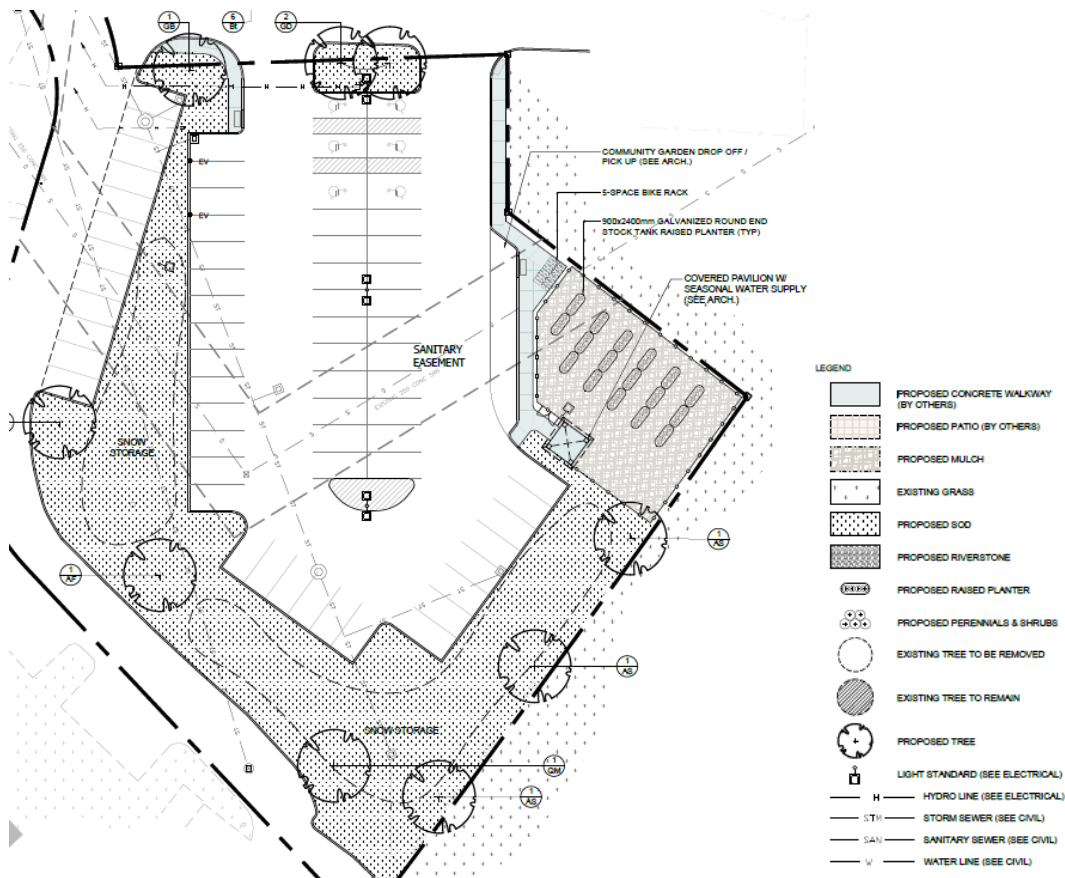 1
GB
6
Bt
2
GD
H
H
H
H
H
EV
EV
COMMUNITY GARDEN DROP OFF /
PICK UP (SEE ARCH.)
5-SPACE BIKE RACK
900x2400mm GALVANIZED ROUND END
STOCK TANK RAISED PLANTER (TYP)
COVERED PAVILION W/
SEASONAL WATER SUPPLY
(SEE ARCH.)
SANITARY
EASEMENT
SNOW
STORAGE
1
AF
1
AS
1
AS
SNOW STORAGE
1
QM
1
AS
LEGEND
PROPOSED CONCRETE WALKWAY
(BY OTHERS)
PROPOSED PATIO (BY OTHERS)
PROPOSED MULCH
EXISTING GRASS
PROPOSED SOD
PROPOSED RIVERSTONE
PROPOSED RAISED PLANTER
PROPOSED PERENNIALS & SHRUBS
EXISTING TREE TO BE REMOVED
EXISTING TREE TO REMAIN
PROPOSED TREE
LIGHT STANDARD (SEE ELECTRICAL)
H HYDRO LINE (SEE ELECTRICAL)
STM STORM SEWER (SEE CIVIL)
SAN SANITARY SEWER (SEE CIVIL)
W WATER LINE (SEE CIVIL)